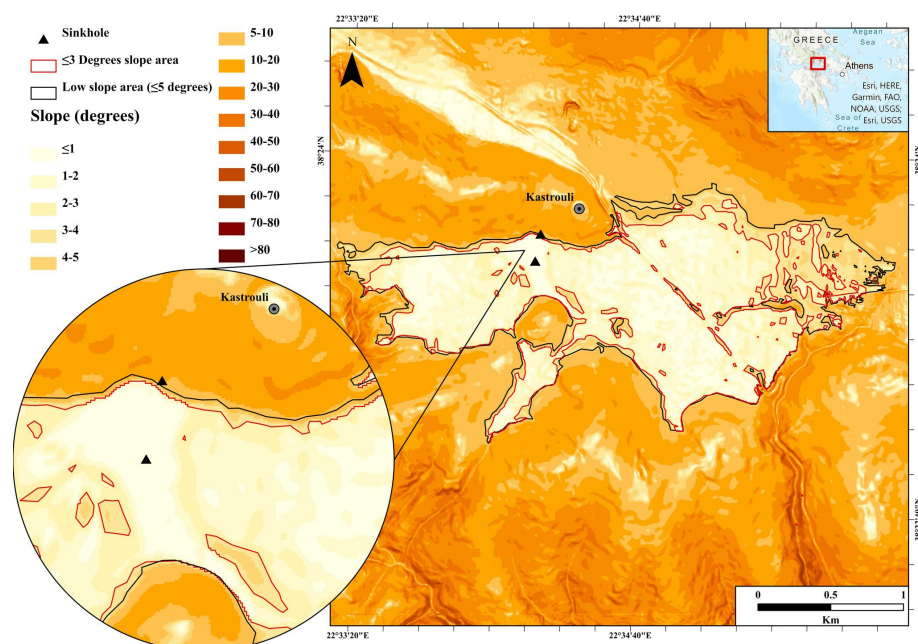 Sinkhole
≤3 Degrees slope area
Low slope area (≤5 degrees)
Slope (degrees)
≤1
1-2
2-3
3-4
4-5
5-10
10-20
20-30
30-40
40-50
50-60
60-70
70-80
>80
22°33'20"E
22°34'40"E
38°24'N
N
Kastrouli
GREECE
Aegean
Sea
Athens
Sea of
Crete
Esri, HERE,
Garmin, FAO,
NOAA, USGS;
Esri, USGS
Kastrouli
0
0.5
1
Km
22°33'20"E
22°34'40"E